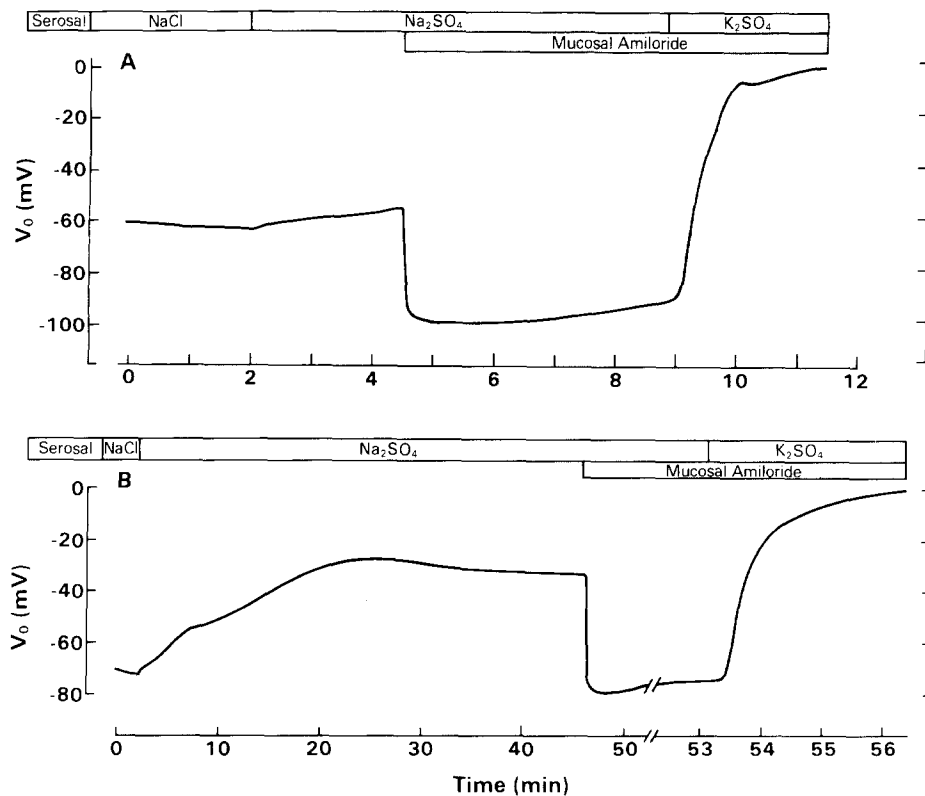 Serosal NaCl Na₂SO₄ K₂SO₄
Mucosal Amiloride
A
0
-20
-40
-60
-80
-100
V₀ (mV)
0 2 4 6 8 10 12
Serosal NaCl Na₂SO₄ K₂SO₄
Mucosal Amiloride
B
0
-20
-40
-60
-80
V₀ (mV)
0 10 20 30 40 50 53 54 55 56
Time (min)